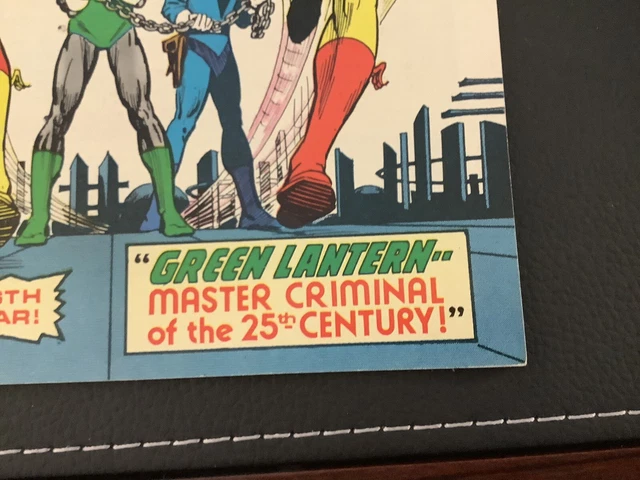 “GREEN LANTERN--
MASTER CRIMINAL
of the 25th CENTURY!”